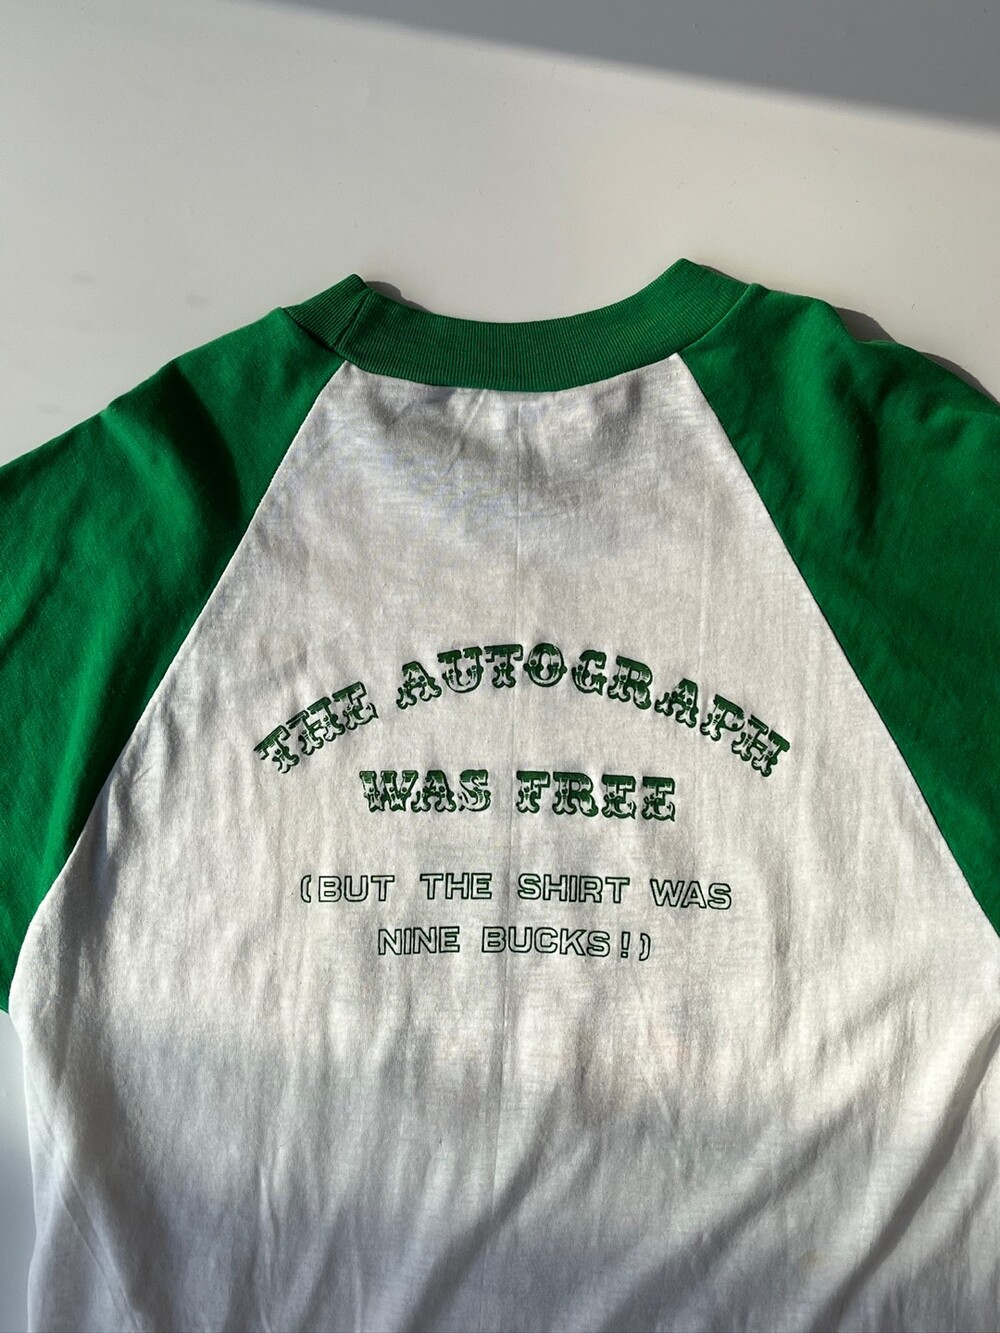 THE AUTOGRAPH
WAS FREE
(BUT THE SHIRT WAS
NINE BUCKS!)